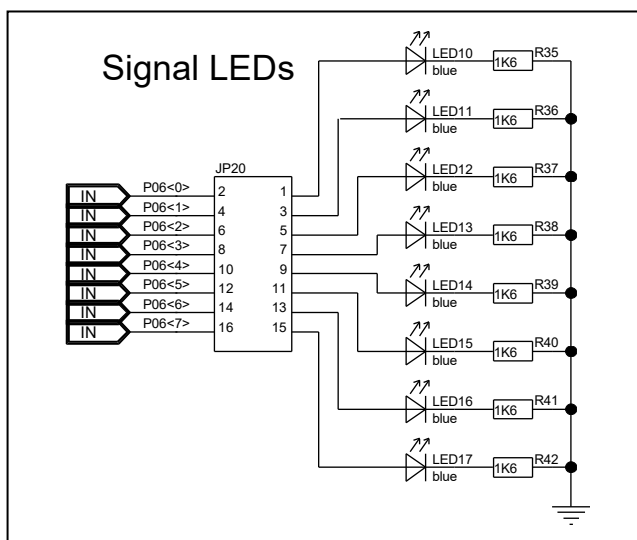 Signal LEDs
LED10
blue
1K6
R35
LED11
blue
1K6
R36
LED12
blue
1K6
R37
JP20
IN P06<0> 2 1
IN P06<1> 4 3
IN P06<2> 6 5
IN P06<3> 8 7
IN P06<4> 10 9
IN P06<5> 12 11
IN P06<6> 14 13
IN P06<7> 16 15
LED13
blue
1K6
R38
LED14
blue
1K6
R39
LED15
blue
1K6
R40
LED16
blue
1K6
R41
LED17
blue
1K6
R42